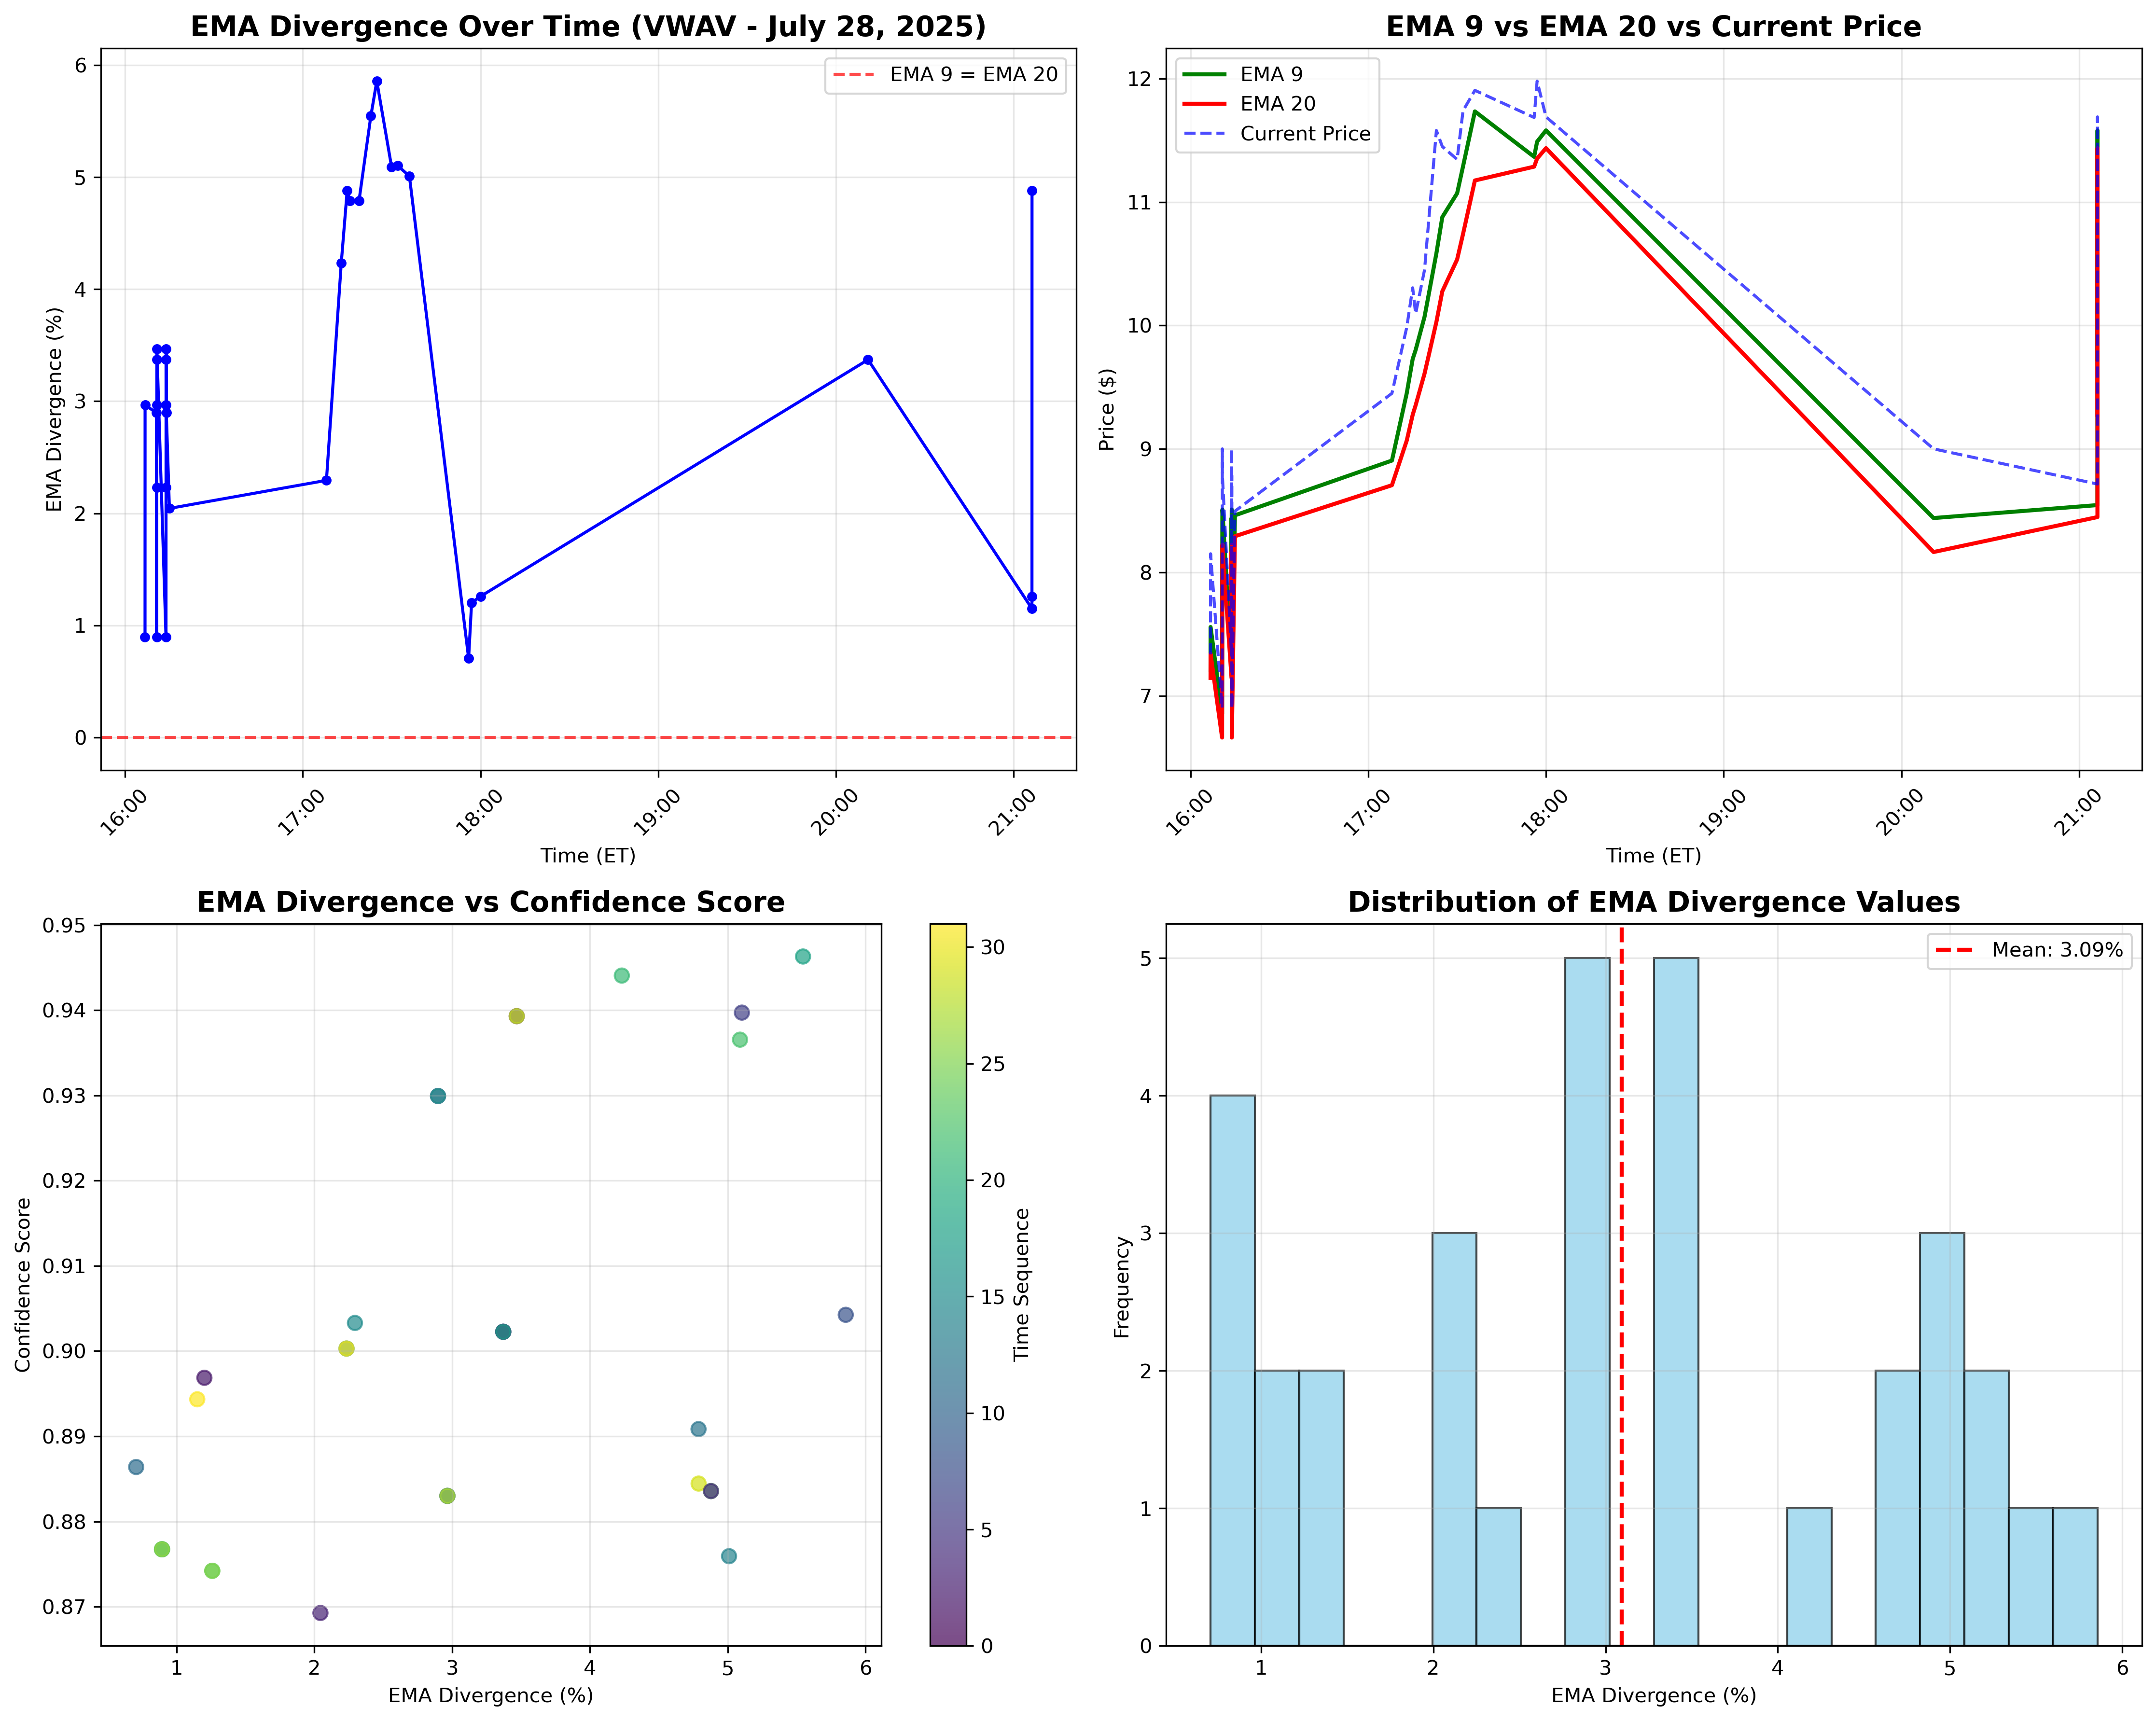 EMA Divergence Over Time (VWAV - July 28, 2025)
EMA Divergence (%)
6
5
4
3
2
1
0
EMA 9 = EMA 20
16:00 17:00 18:00 19:00 20:00 21:00
Time (ET)
EMA 9 vs EMA 20 vs Current Price
Price ($)
12
11
10
9
8
7
EMA 9
EMA 20
Current Price
16:00 17:00 18:00 19:00 20:00 21:00
Time (ET)
EMA Divergence vs Confidence Score
Confidence Score
0.95
0.94
0.93
0.92
0.91
0.90
0.89
0.88
0.87
1 2 3 4 5 6
EMA Divergence (%)
30
25
20
15
10
5
0
Time Sequence
Distribution of EMA Divergence Values
Frequency
5
4
3
2
1
0
Mean: 3.09%
1 2 3 4 5 6
EMA Divergence (%)